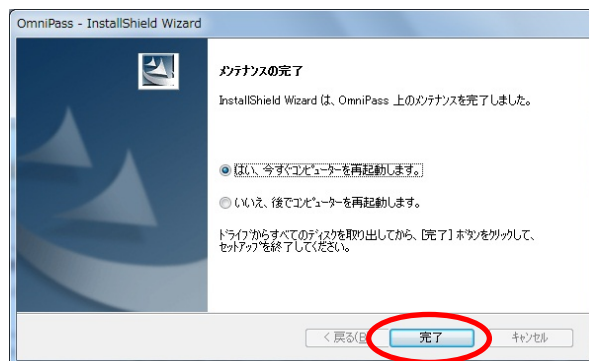 OmniPass - InstallShield Wizard
メンテナンスの完了
InstallShield Wizard は、OmniPass 上のメンテナンスを完了しました。
はい、今すぐコンピューターを再起動します。
いいえ、後でコンピューターを再起動します。
ドライブからすべてのディスクを取り出してから、[完了] ボタンをクリックして、
セットアップを終了してください。
< 戻る(B 完了 キャンセル